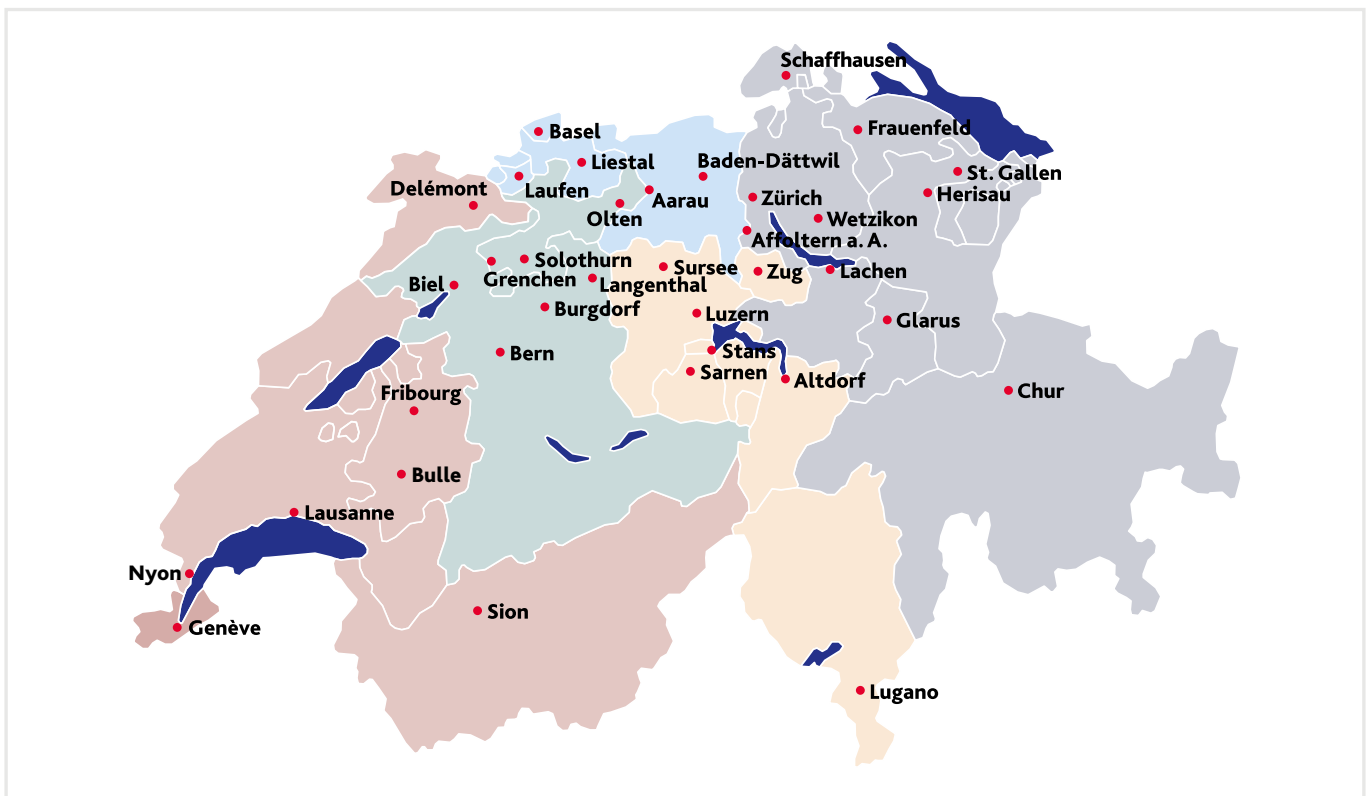 Schaffhausen
Basel
Frauenfeld
Liestal
Baden-Dättwil
St. Gallen
Delémont
Laufen
Herisau
Aarau
Zürich
Olten
Wetzikon
Affoltern a. A.
Solothurn
Sursee
Zug
Lachen
Grenchen
Biel
Langenthal
Burgdorf
Luzern
Glarus
Bern
Stans
Sarnen
Altdorf
Chur
Fribourg
Bulle
Lausanne
Nyon
Sion
Genève
Lugano